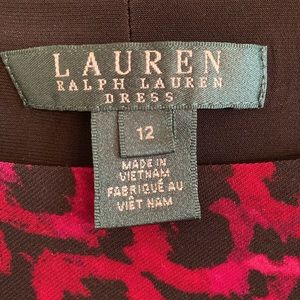 LAUREN
RALPH LAUREN
DRESS
12
MADE IN
VIETNAM
FABRIQUÉ AU
VIÊT NAM